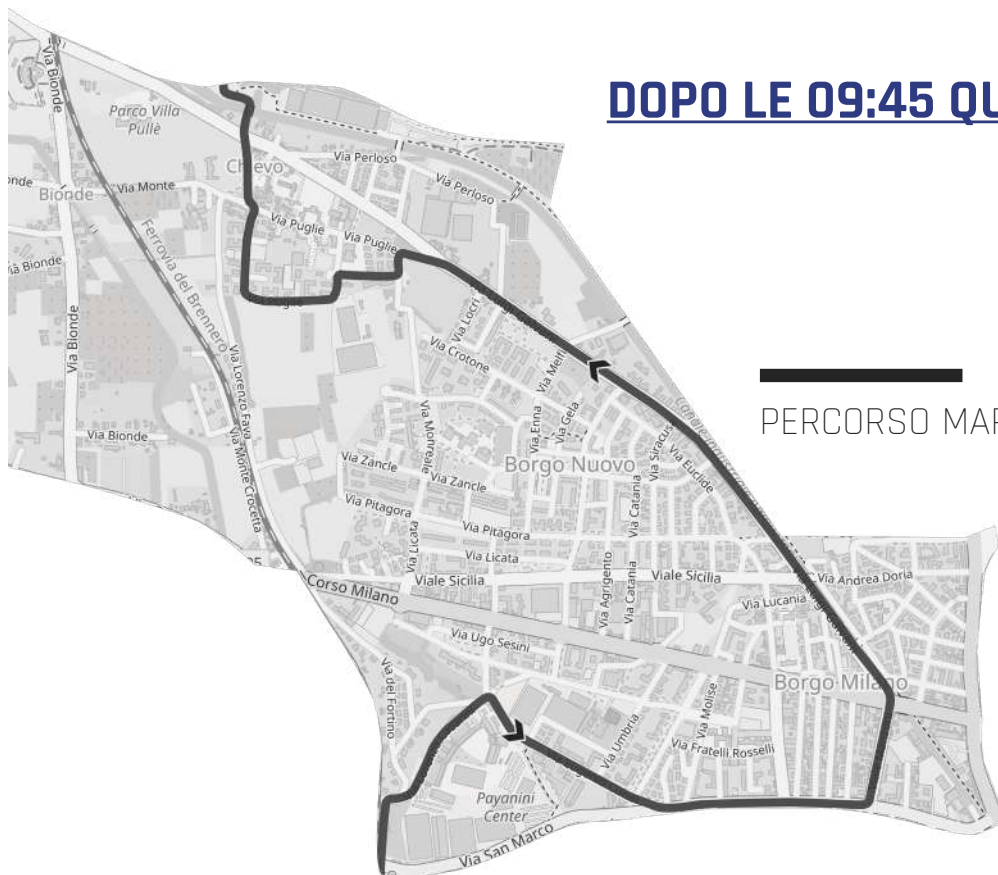 DOPO LE 09:45 QU
PERCORSO MAR
Via Bionde
Parco Villa
Pullè
Chievo
Via Perloso
Via Perloso
Bionde
Via Monte
Via Puglie
Via Puglie
Via Bionde
Ferrovia del Brennero
Via Bionde
Via Lorenzo Fava
Via Locri
Via Crotone
Via Melfi
Via Gela
Via Enna
Via Monreale
Via Siracusa
Via Euclide
Via Bionde
Via Monte Crocetta
Via Zancle
Borgo Nuovo
Via Zancle
Via Catania
Via Pitagora
Via Pitagora
Via Licata
Via Licata
Viale Sicilia
Viale Sicilia
Via Andrea Doria
Corso Milano
Via Agrigento
Via Catania
Via Lucania
Via Ugo Sesini
Via del Fortino
Borgo Milano
Via Molise
Via Umbria
Via Fratelli Rosselli
Payanini
Center
Via San Marco